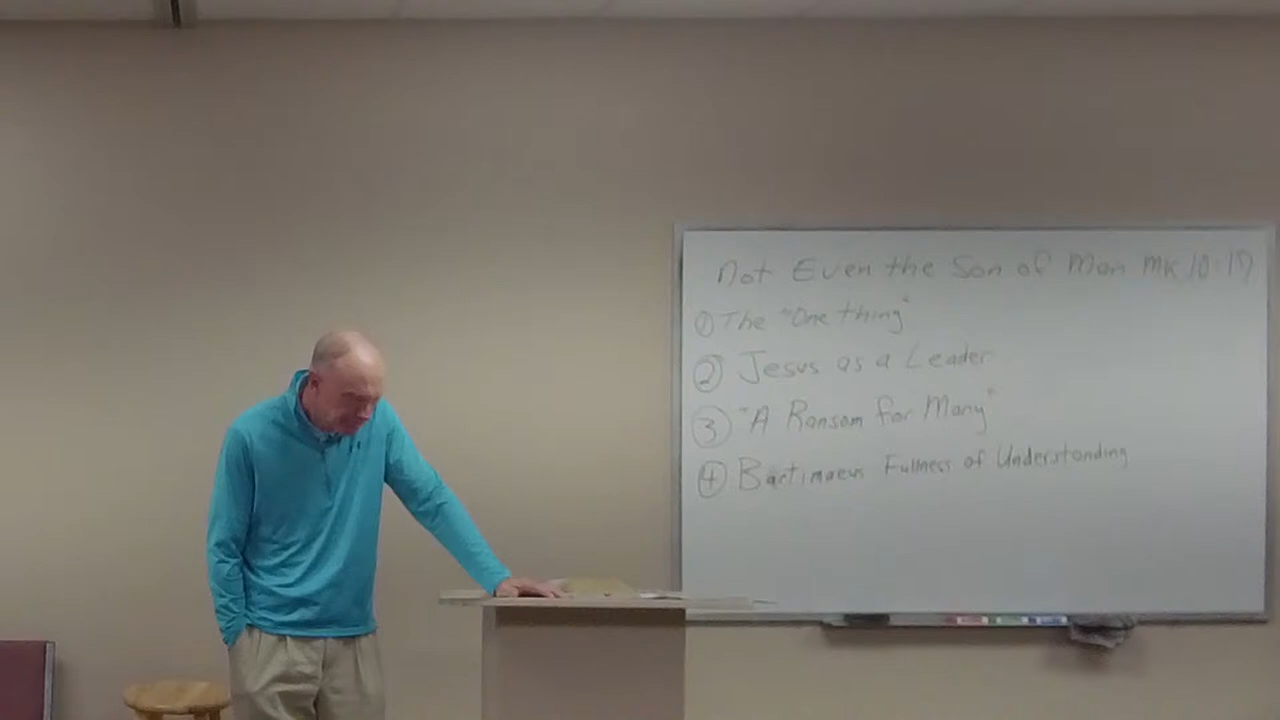 Not Even the Son of Man Mk 10:17
① The "One thing"
② Jesus as a Leader
③ "A Ransom for Many"
④ Bartimaeus Fullness of Understanding